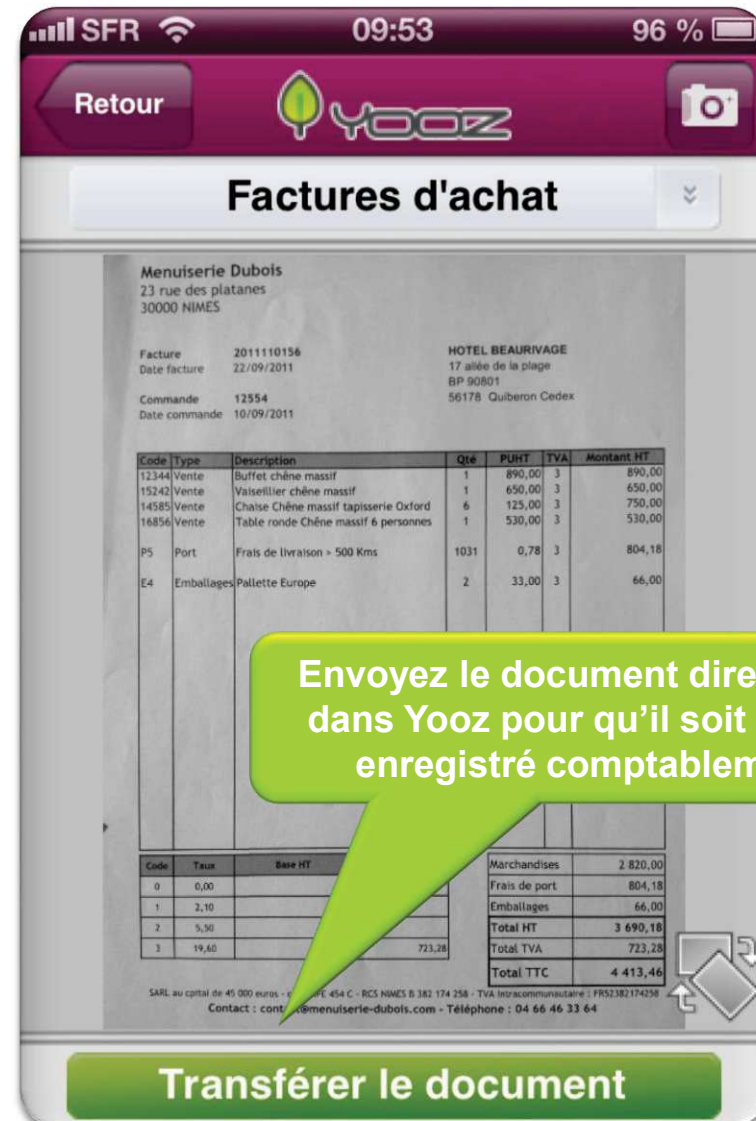 SFR 09:53 96 %
Retour YOOZ
Factures d'achat
Menuiserie Dubois
23 rue des platanes
30000 NIMES
Facture 2011110156
Date facture 22/09/2011
Commande 12554
Date commande 10/09/2011
HOTEL BEAURIVAGE
17 allée de la plage
BP 90801
56178 Quiberon Cedex
Code Type Description Qté PUHT TVA Montant HT
12344 Vente Buffet chêne massif 1 890,00 3 890,00
15242 Vente Vaiseillier chêne massif 1 650,00 3 650,00
14585 Vente Chaise Chêne massif tapisserie Oxford 6 125,00 3 750,00
16856 Vente Table ronde Chêne massif 6 personnes 1 530,00 3 530,00
P5 Port Frais de livraison > 500 Kms 1031 0,78 3 804,18
E4 Emballages Pallette Europe 2 33,00 3 66,00
Envoyez le document dire
dans Yooz pour qu'il soit
enregistré comptablem
Code Taux Base HT
0 0,00
1 2,10
2 5,50
3 19,60 723,28
Marchandises 2 820,00
Frais de port 804,18
Emballages 66,00
Total HT 3 690,18
Total TVA 723,28
Total TTC 4 413,46
SARL au cpital de 45 000 euros - 454 C - RCS NIMES B 382 174 258 - TVA Intracommunautaire : FR52382174258
Contact : cont @menuiserie-dubois.com - Téléphone : 04 66 46 33 64
Transférer le document